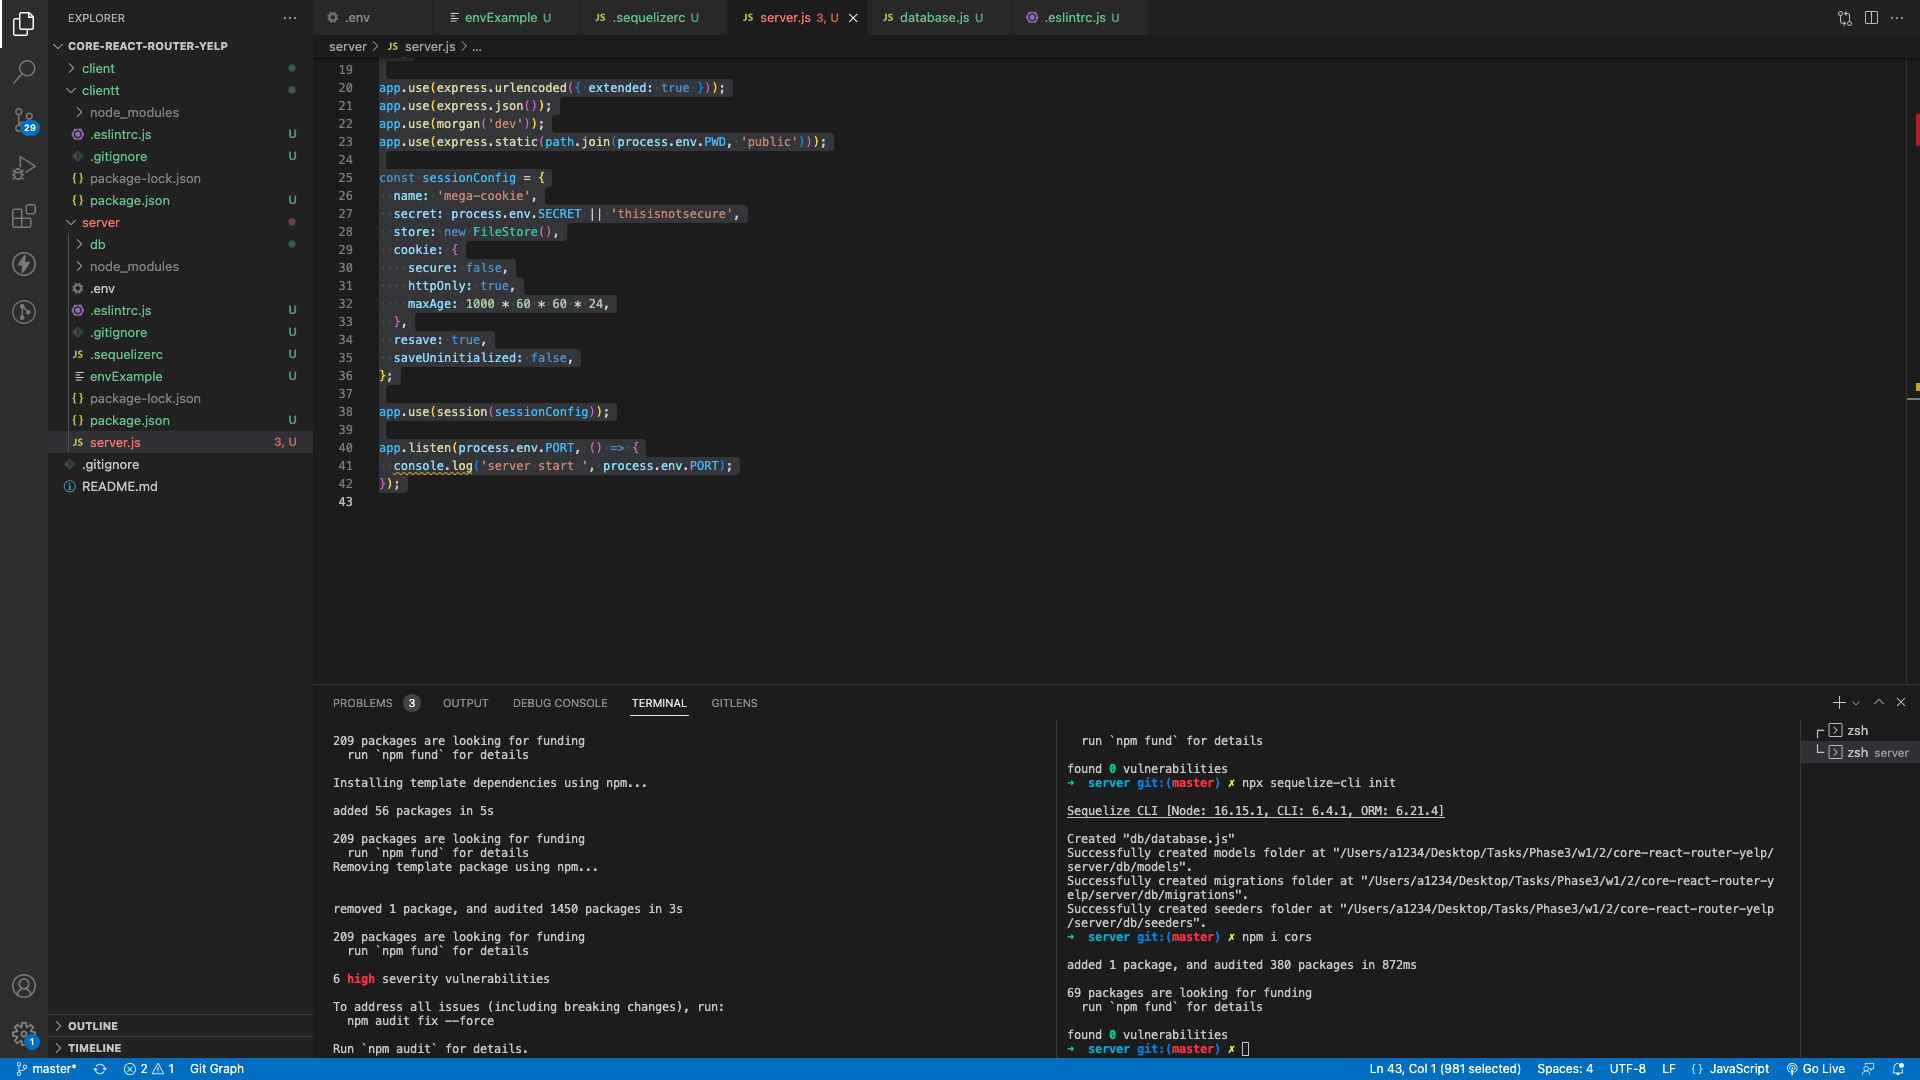 EXPLORER
.env
envExample U
JS .sequelizerc U
JS server.js 3, U
JS database.js U
.eslintrc.js U
server > JS server.js > ...
CORE-REACT-ROUTER-YELP
client
clientt
node_modules
.eslintrc.js U
.gitignore U
{} package-lock.json
{} package.json U
server
db
node_modules
.env
.eslintrc.js U
.gitignore U
JS .sequelizerc U
envExample U
{} package-lock.json
{} package.json U
JS server.js 3, U
.gitignore
README.md
OUTLINE
TIMELINE
29
1
19
20 app.use(express.urlencoded({ extended: true }));
21 app.use(express.json());
22 app.use(morgan('dev'));
23 app.use(express.static(path.join(process.env.PWD, 'public')));
24
25 const sessionConfig = {
26 name: 'mega-cookie',
27 secret: process.env.SECRET || 'thisisnotsecure',
28 store: new FileStore(),
29 cookie: {
30 secure: false,
31 httpOnly: true,
32 maxAge: 1000 * 60 * 60 * 24,
33 },
34 resave: true,
35 saveUninitialized: false,
36 };
37
38 app.use(session(sessionConfig));
39
40 app.listen(process.env.PORT, () => {
41 console.log('server start ', process.env.PORT);
42 });
43
PROBLEMS 3 OUTPUT DEBUG CONSOLE TERMINAL GITLENS
209 packages are looking for funding
run `npm fund` for details
Installing template dependencies using npm...
added 56 packages in 5s
209 packages are looking for funding
run `npm fund` for details
Removing template package using npm...
removed 1 package, and audited 1450 packages in 3s
209 packages are looking for funding
run `npm fund` for details
6 high severity vulnerabilities
To address all issues (including breaking changes), run:
npm audit fix --force
Run `npm audit` for details.
run `npm fund` for details
found 0 vulnerabilities
➜ server git:(master) ✗ npx sequelize-cli init
Sequelize CLI [Node: 16.15.1, CLI: 6.4.1, ORM: 6.21.4]
Created "db/database.js"
Successfully created models folder at "/Users/a1234/Desktop/Tasks/Phase3/w1/2/core-react-router-yelp/
server/db/models".
Successfully created migrations folder at "/Users/a1234/Desktop/Tasks/Phase3/w1/2/core-react-router-y
elp/server/db/migrations".
Successfully created seeders folder at "/Users/a1234/Desktop/Tasks/Phase3/w1/2/core-react-router-yelp
/server/db/seeders".
➜ server git:(master) ✗ npm i cors
added 1 package, and audited 380 packages in 872ms
69 packages are looking for funding
run `npm fund` for details
found 0 vulnerabilities
➜ server git:(master) ✗
zsh
zsh server
master* 2 1 Git Graph
Ln 43, Col 1 (981 selected) Spaces: 4 UTF-8 LF {} JavaScript Go Live